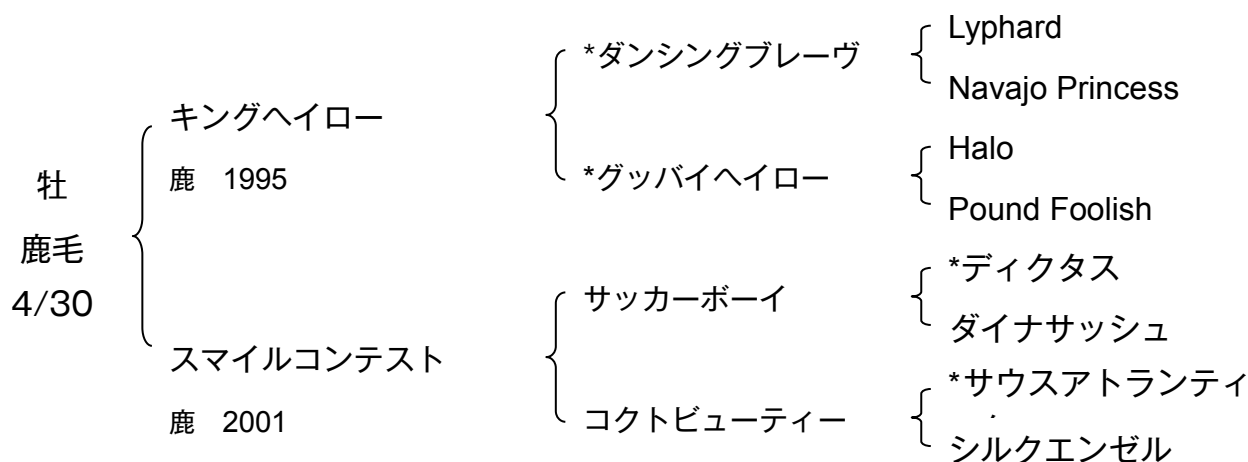 牡
鹿毛
4/30
キングヘイロー
鹿 1995
スマイルコンテスト
鹿 2001
*ダンシングブレーヴ
*グッバイヘイロー
サッカーボーイ
コクトビューティー
Lyphard
Navajo Princess
Halo
Pound Foolish
*ディクタス
ダイナサッシュ
*サウスアトランティ
シルクエンゼル